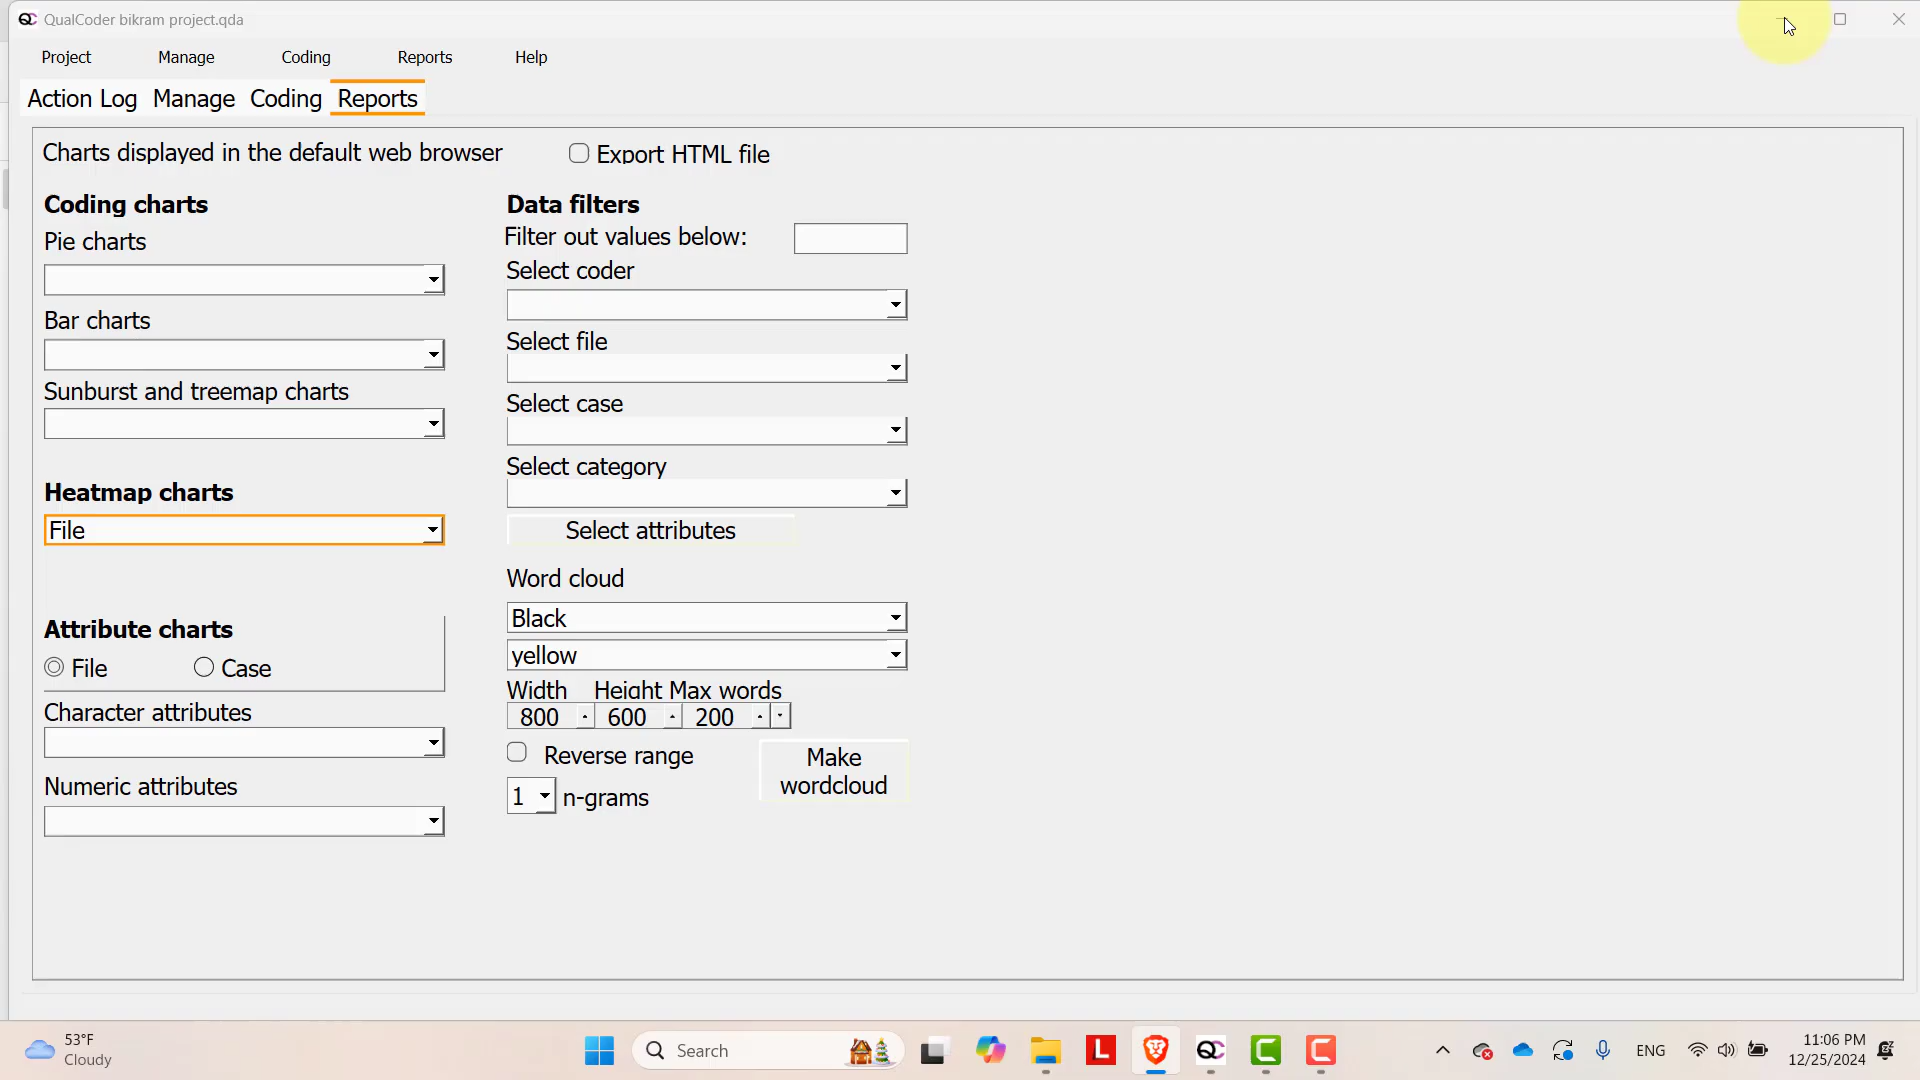 QualCoder bikram project.qda
Project Manage Coding Reports Help
Action Log Manage Coding Reports
Charts displayed in the default web browser
Export HTML file
Coding charts
Pie charts
Bar charts
Sunburst and treemap charts
Heatmap charts
File
Attribute charts
File Case
Character attributes
Numeric attributes
Data filters
Filter out values below:
Select coder
Select file
Select case
Select category
Select attributes
Word cloud
Black
yellow
Width Height Max words
800 600 200
Reverse range
1 n-grams
Make
wordcloud
53°F
Cloudy
Search
L
ENG
11:06 PM
12/25/2024